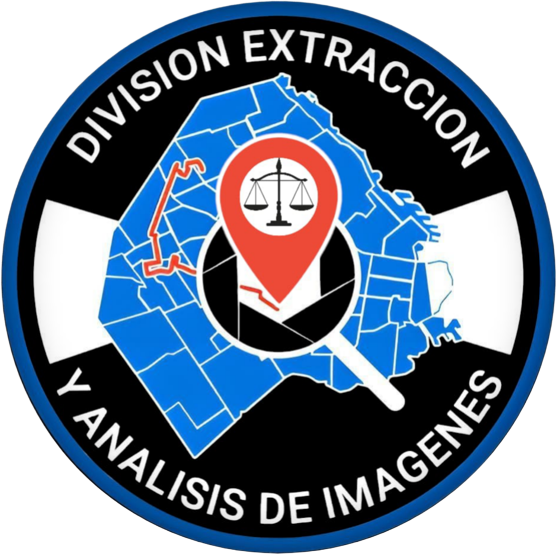 DIVISION EXTRACCION
Y ANALISIS DE IMAGENES